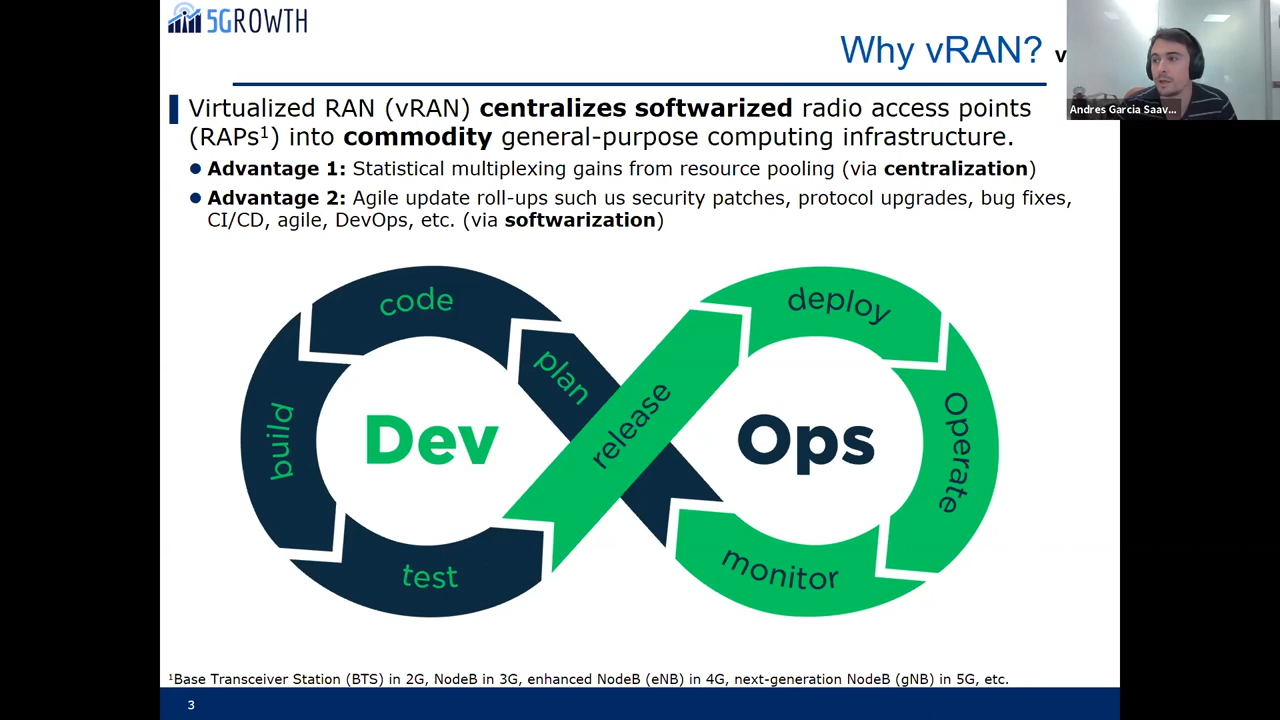 5GROWTH
Why vRAN? v
Andres Garcia Saav...
Virtualized RAN (vRAN) centralizes softwarized radio access points
(RAPs¹) into commodity general-purpose computing infrastructure.
Advantage 1: Statistical multiplexing gains from resource pooling (via centralization)
Advantage 2: Agile update roll-ups such us security patches, protocol upgrades, bug fixes,
CI/CD, agile, DevOps, etc. (via softwarization)
code
plan
build
Dev
test
release
deploy
Ops
Operate
monitor
¹Base Transceiver Station (BTS) in 2G, NodeB in 3G, enhanced NodeB (eNB) in 4G, next-generation NodeB (gNB) in 5G, etc.
3